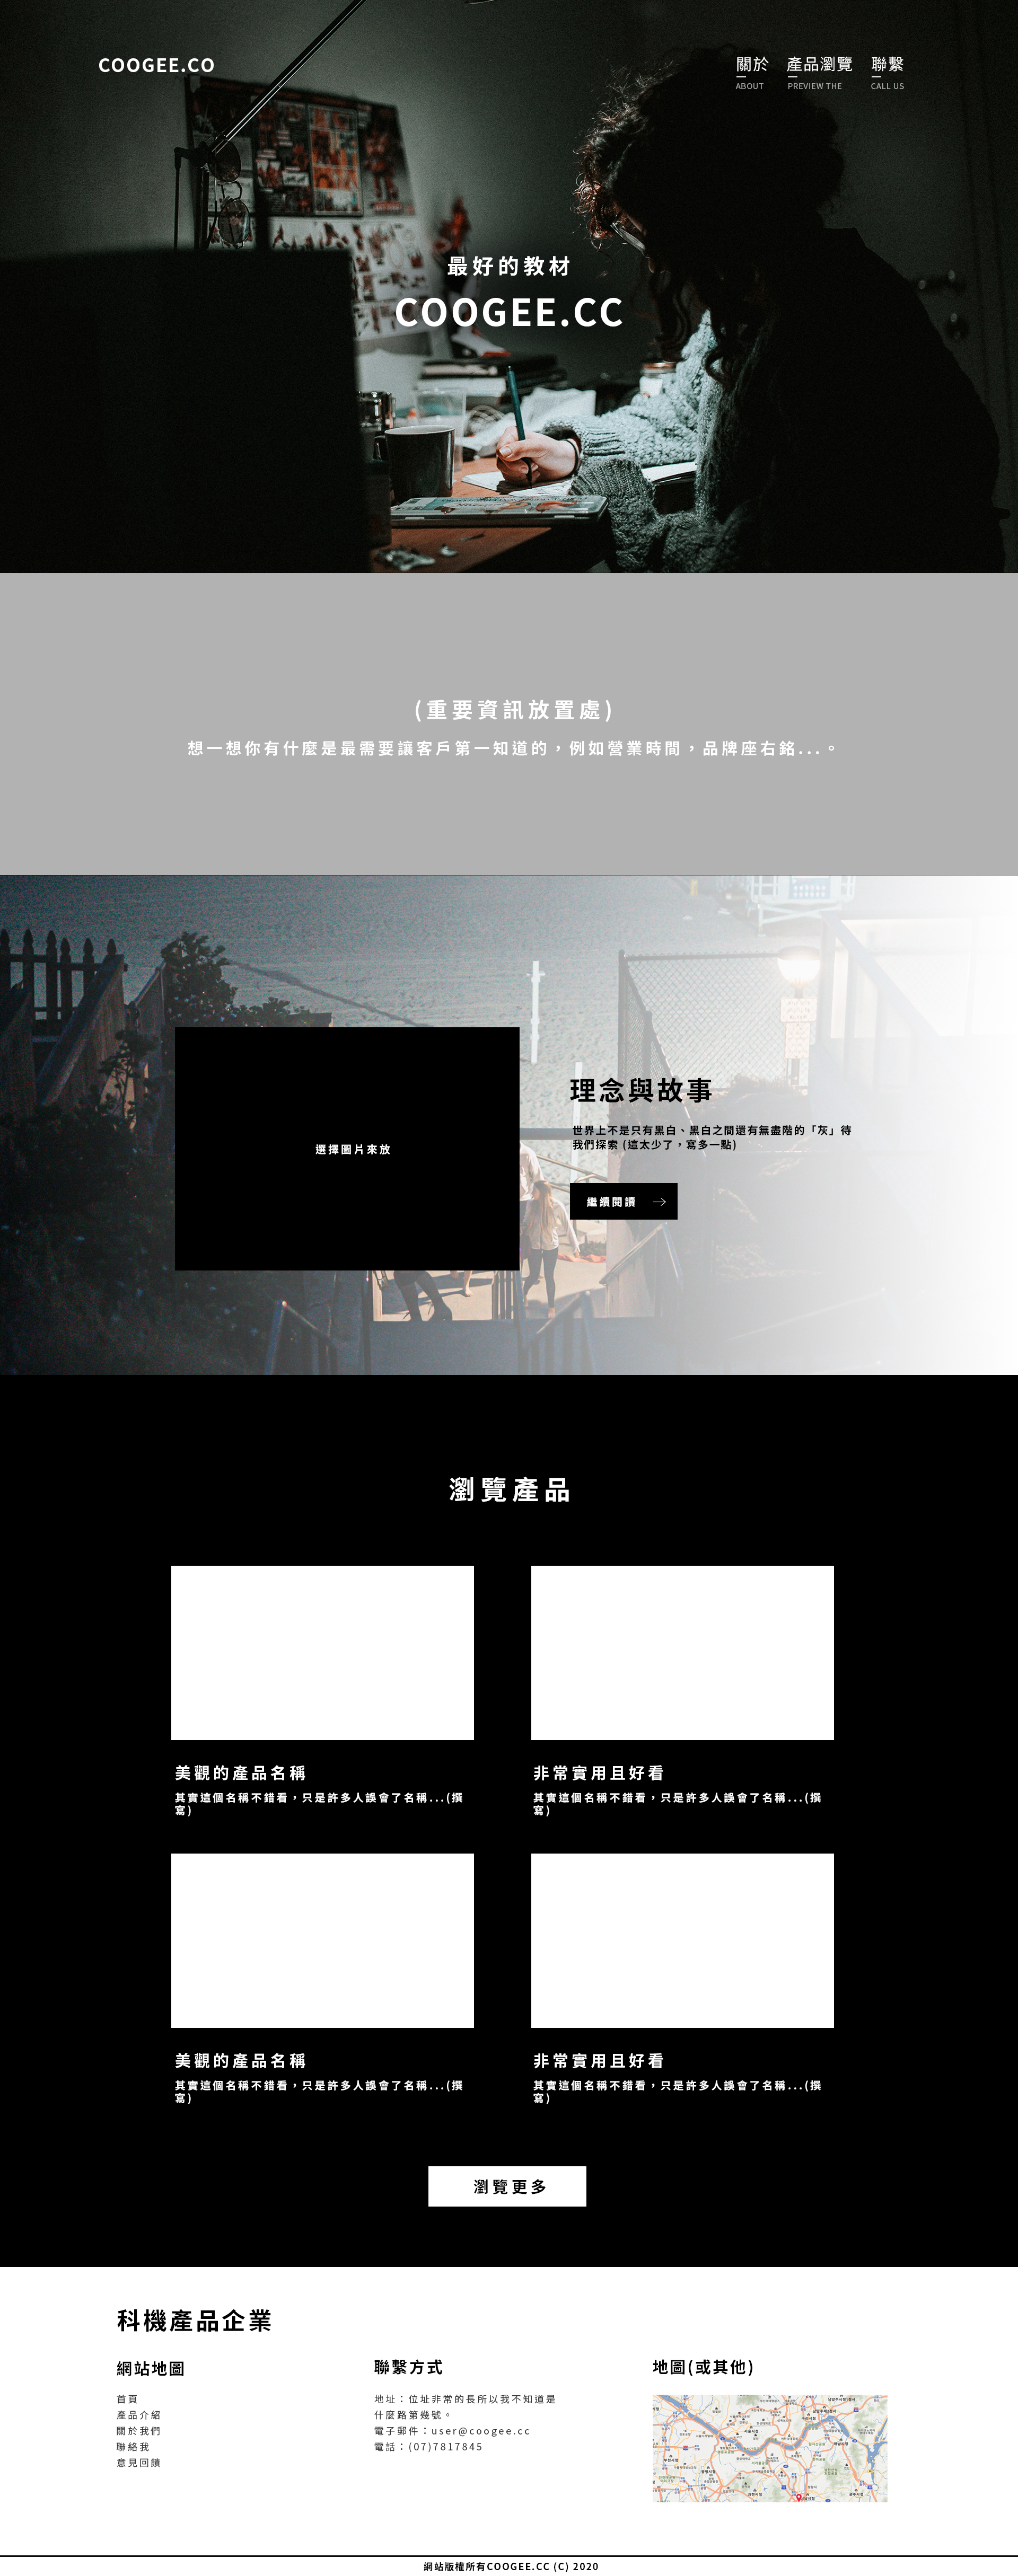 COOGEE.CO
關於 產品瀏覽 聯繫
ABOUT PREVIEW THE CALL US
最好的教材
COOGEE.CC
(重要資訊放置處)
想一想你有什麼是最需要讓客戶第一知道的，例如營業時間，品牌座右銘...。
選擇圖片來放
理念與故事
世界上不是只有黑白、黑白之間還有無盡階的「灰」待
我們探索 (這太少了，寫多一點)
繼續閱讀
瀏覽產品
美觀的產品名稱
其實這個名稱不錯看，只是許多人誤會了名稱...(撰
寫)
非常實用且好看
其實這個名稱不錯看，只是許多人誤會了名稱...(撰
寫)
美觀的產品名稱
其實這個名稱不錯看，只是許多人誤會了名稱...(撰
寫)
非常實用且好看
其實這個名稱不錯看，只是許多人誤會了名稱...(撰
寫)
瀏覽更多
科機產品企業
網站地圖
首頁
產品介紹
關於我們
聯絡我
意見回饋
聯繫方式
地址：位址非常的長所以我不知道是
什麼路第幾號。
電子郵件：user@coogee.cc
電話：(07)7817845
地圖(或其他)
網站版權所有COOGEE.CC (C) 2020